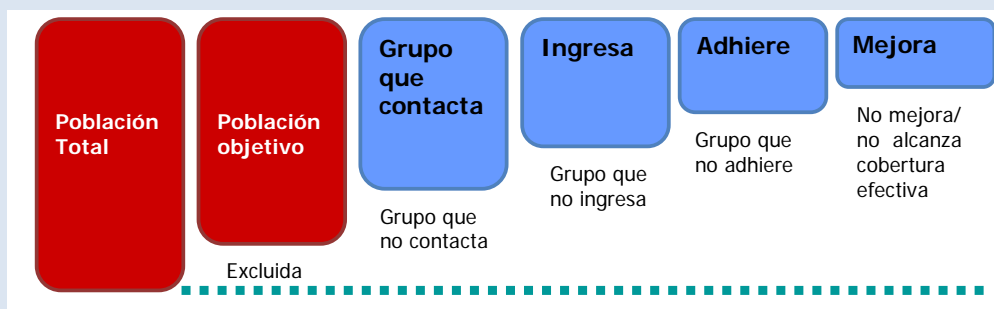 Población
Total
Población
objetivo
Excluida
Grupo
que
contacta
Grupo que
no contacta
Ingresa
Grupo que
no ingresa
Adhiere
Grupo que
no adhiere
Mejora
No mejora/
no alcanza
cobertura
efectiva